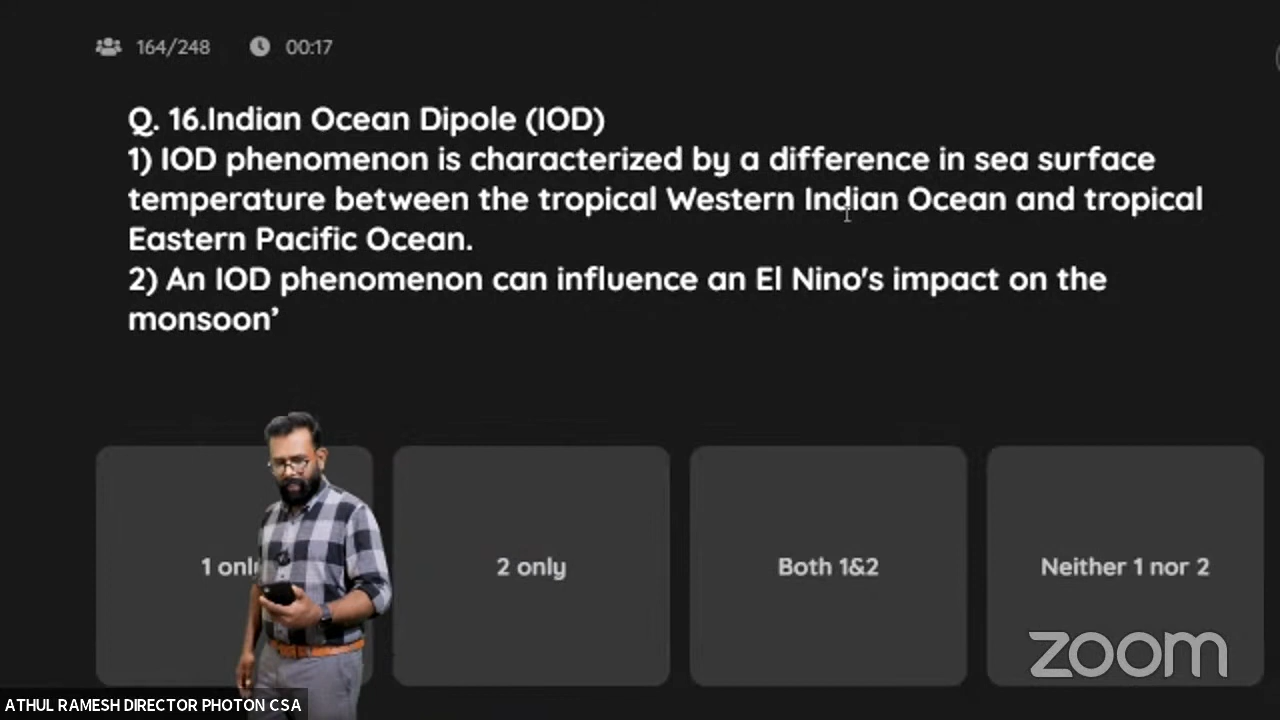 164/248 00:17
Q. 16.Indian Ocean Dipole (IOD)
1) IOD phenomenon is characterized by a difference in sea surface
temperature between the tropical Western Indian Ocean and tropical
Eastern Pacific Ocean.
2) An IOD phenomenon can influence an El Nino's impact on the
monsoon’
1 only 2 only Both 1&2 Neither 1 nor 2
zoom
ATHUL RAMESH DIRECTOR PHOTON CSA